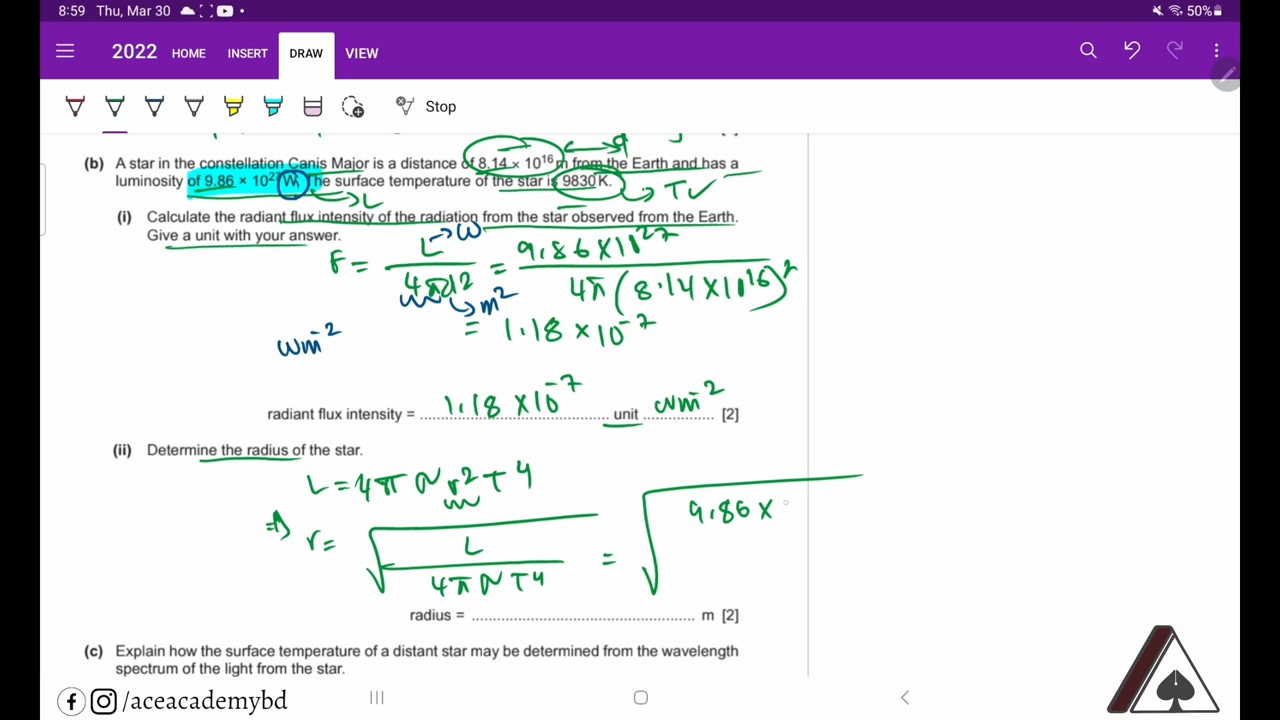 8:59 Thu, Mar 30 50%
2022 HOME INSERT DRAW VIEW
Stop
(b) A star in the constellation Canis Major is a distance of 8.14 × 10¹⁶ m from the Earth and has a
luminosity of 9.86 × 10²⁷ W. The surface temperature of the star is 9830 K.
d
→ L
→ T✓
(i) Calculate the radiant flux intensity of the radiation from the star observed from the Earth.
Give a unit with your answer.
→ W
F = L / 4πd² = 9.86 × 10²⁷ / 4π (8.14 × 10¹⁶)²
→ m²
= 1.18 × 10⁻⁷
Wm⁻²
radiant flux intensity = 1.18 × 10⁻⁷ unit Wm⁻² [2]
(ii) Determine the radius of the star.
L = 4πσr²T⁴
⇒ r = √(L / 4πσT⁴) = √(9.86 ×
radius = .................... m [2]
(c) Explain how the surface temperature of a distant star may be determined from the wavelength
spectrum of the light from the star.
/aceacademybd